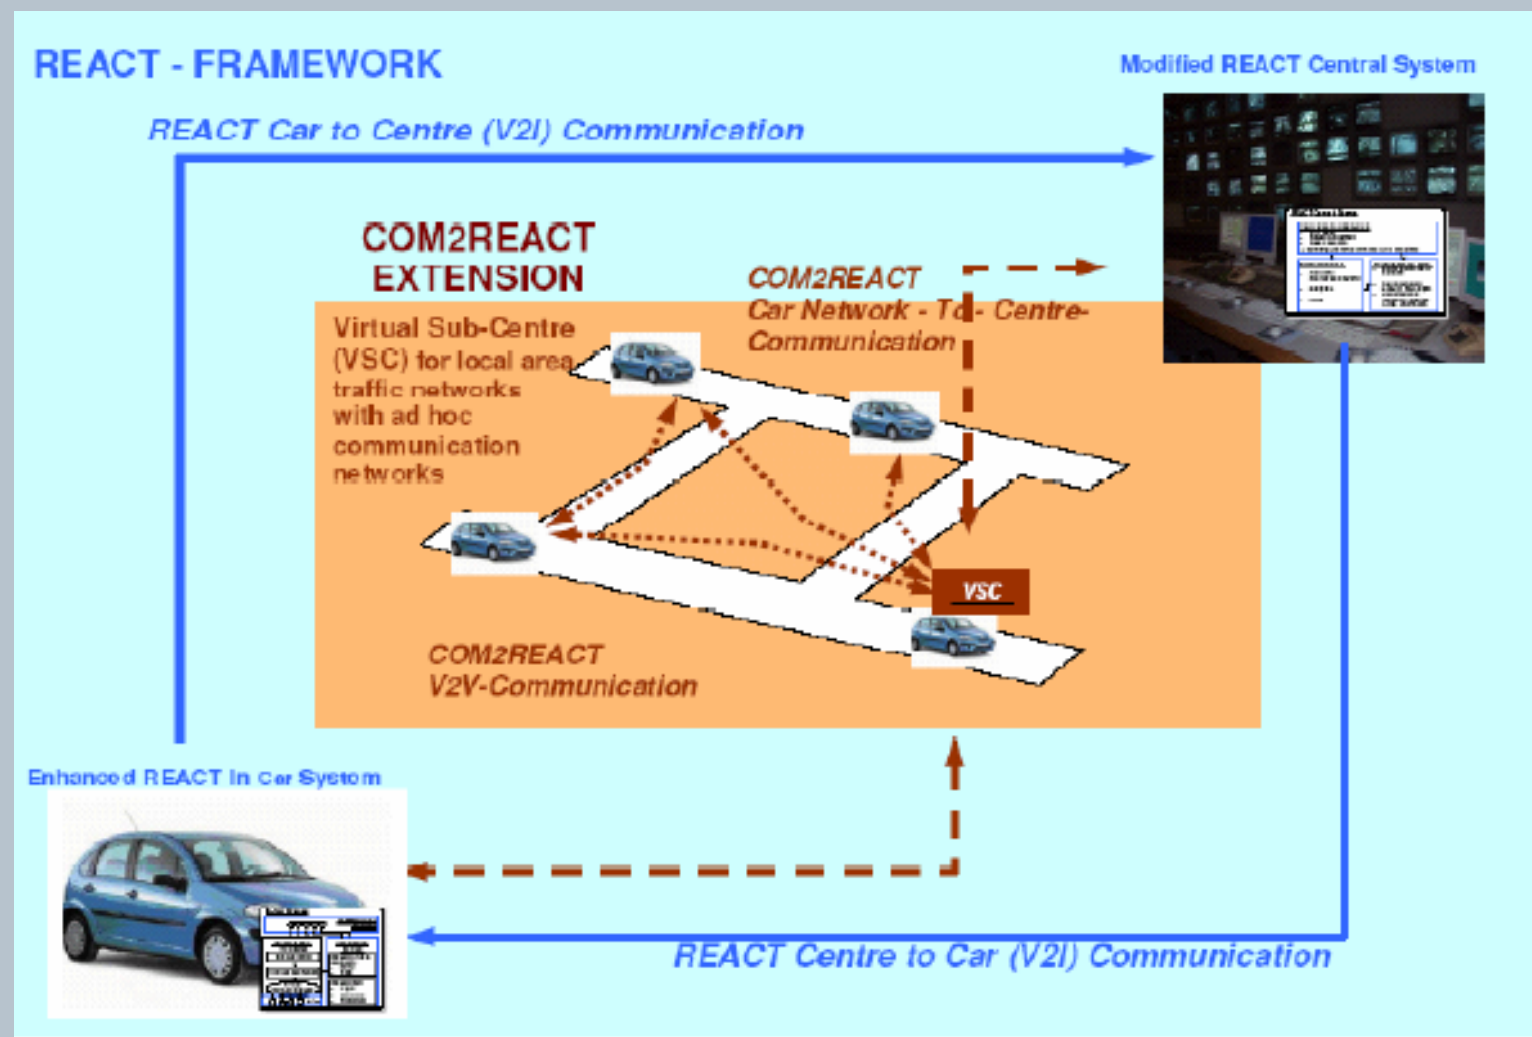 REACT - FRAMEWORK
Modified REACT Central System
REACT Car to Centre (V2I) Communication
COM2REACT
EXTENSION
COM2REACT
Car Network - To - Centre-
Communication
Virtual Sub-Centre
(VSC) for local area
traffic networks
with ad hoc
communication
networks
VSC
COM2REACT
V2V-Communication
Enhanced REACT In Car System
REACT Centre to Car (V2I) Communication